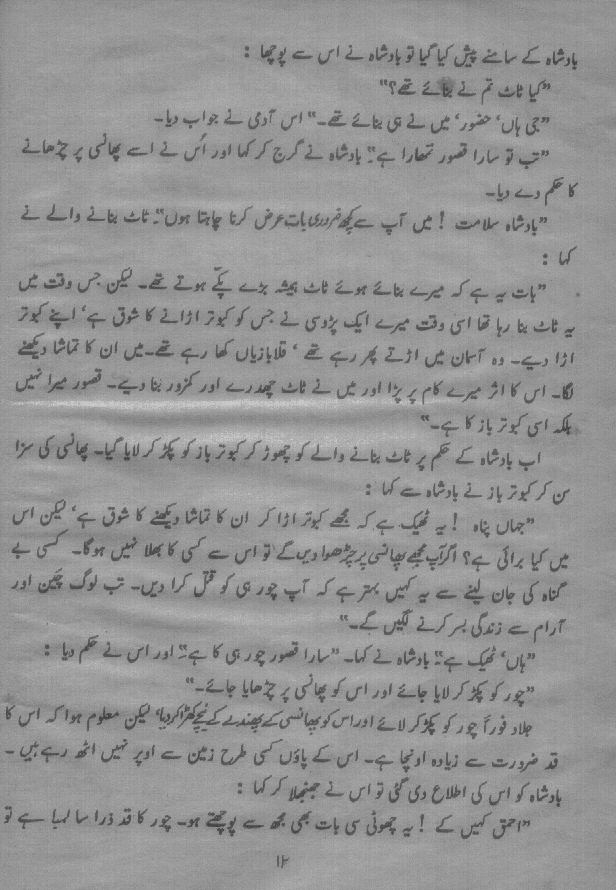 بادشاہ کے سامنے پیش کیا گیا تو بادشاہ نے اس سے پوچھا :
”کیا ٹاٹ تم نے بنائے تھے؟“
”جی ہاں‘ حضور‘ میں نے ہی بنائے تھے۔“ اس آدمی نے جواب دیا۔
”تب تو سارا قصور تمھارا ہے۔“ بادشاہ نے گرج کر کہا اور اُس نے اسے پھانسی پر چڑھانے
کا حکم دے دیا۔
”بادشاہ سلامت ! میں آپ سے کچھ ضروری بات عرض کرنا چاہتا ہوں“۔ ٹاٹ بنانے والے نے
کہا :
”بات یہ ہے کہ میرے بنائے ہوئے ٹاٹ ہمیشہ بڑے پکّے ہوتے تھے۔ لیکن جس وقت میں
یہ ٹاٹ بنا رہا تھا اسی وقت میرے ایک پڑوسی نے جس کو کبوتر اڑانے کا شوق ہے‘ اپنے کبوتر
اڑا دیے۔ وہ آسمان میں اڑتے پھر رہے تھے ‘ قلابازیاں کھا رہے تھے۔ میں ان کا تماشا دیکھنے
لگا۔ اس کا اثر میرے کام پر پڑا اور میں نے ٹاٹ چھدرے اور کمزور بنا دیے۔ قصور میرا نہیں
بلکہ اسی کبوتر باز کا ہے۔“
اب بادشاہ کے حکم پر ٹاٹ بنانے والے کو چھوڑ کر کبوتر باز کو پکڑ کر لایا گیا۔ پھانسی کی سزا
سن کر کبوتر باز نے بادشاہ سے کہا :
”جہاں پناہ ! یہ ٹھیک ہے کہ مجھے کبوتر اڑا کر ان کا تماشا دیکھنے کا شوق ہے‘ لیکن اس
میں کیا برائی ہے؟ اگر آپ مجھے پھانسی پر چڑھوا دیں گے تو اس سے کسی کا بھلا نہیں ہوگا۔ کسی بے
گناہ کی جان لینے سے یہ کہیں بہتر ہے کہ آپ چور ہی کو قتل کرا دیں۔ تب لوگ چین اور
آرام سے زندگی بسر کرنے لگیں گے۔“
”ہاں‘ ٹھیک ہے۔“ بادشاہ نے کہا۔ ”سارا قصور چور ہی کا ہے۔“ اور اس نے حکم دیا :
”چور کو پکڑ کر لایا جائے اور اس کو پھانسی پر چڑھایا جائے۔“
جلاد فوراً چور کو پکڑ کر لائے اور اس کو پھانسی کے پھندے کے نیچے کھڑا کر دیا‘ لیکن معلوم ہوا کہ اس کا
قد ضرورت سے زیادہ اونچا ہے۔ اس کے پاؤں کسی طرح زمین سے اوپر نہیں اٹھ رہے ہیں ۔
بادشاہ کو اس کی اطلاع دی گئی تو اس نے جھنجلا کر کہا :
”احمق کہیں کے ! یہ چھوٹی سی بات بھی مجھ سے پوچھتے ہو۔ چور کا قد ذرا سا لمبا ہے تو
۱۲